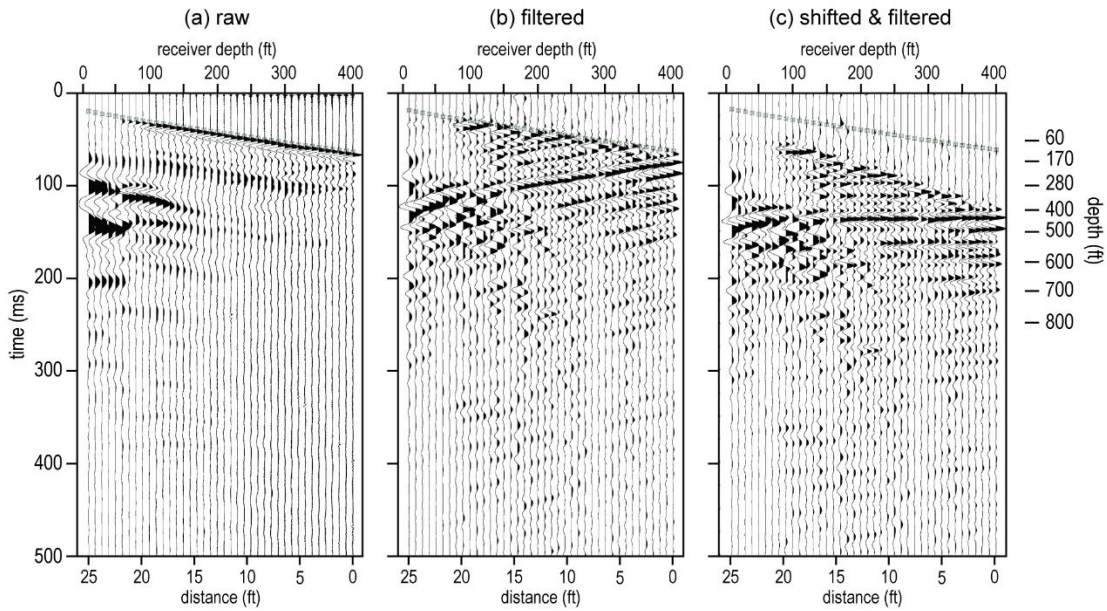 (a) raw
(b) filtered
(c) shifted & filtered
receiver depth (ft)
receiver depth (ft)
receiver depth (ft)
0 100 200 300 400
0 100 200 300 400
0 100 200 300 400
0
100
200
300
400
500
time (ms)
60
170
280
400
500
600
700
800
depth (ft)
25 20 15 10 5 0
25 20 15 10 5 0
25 20 15 10 5 0
distance (ft)
distance (ft)
distance (ft)